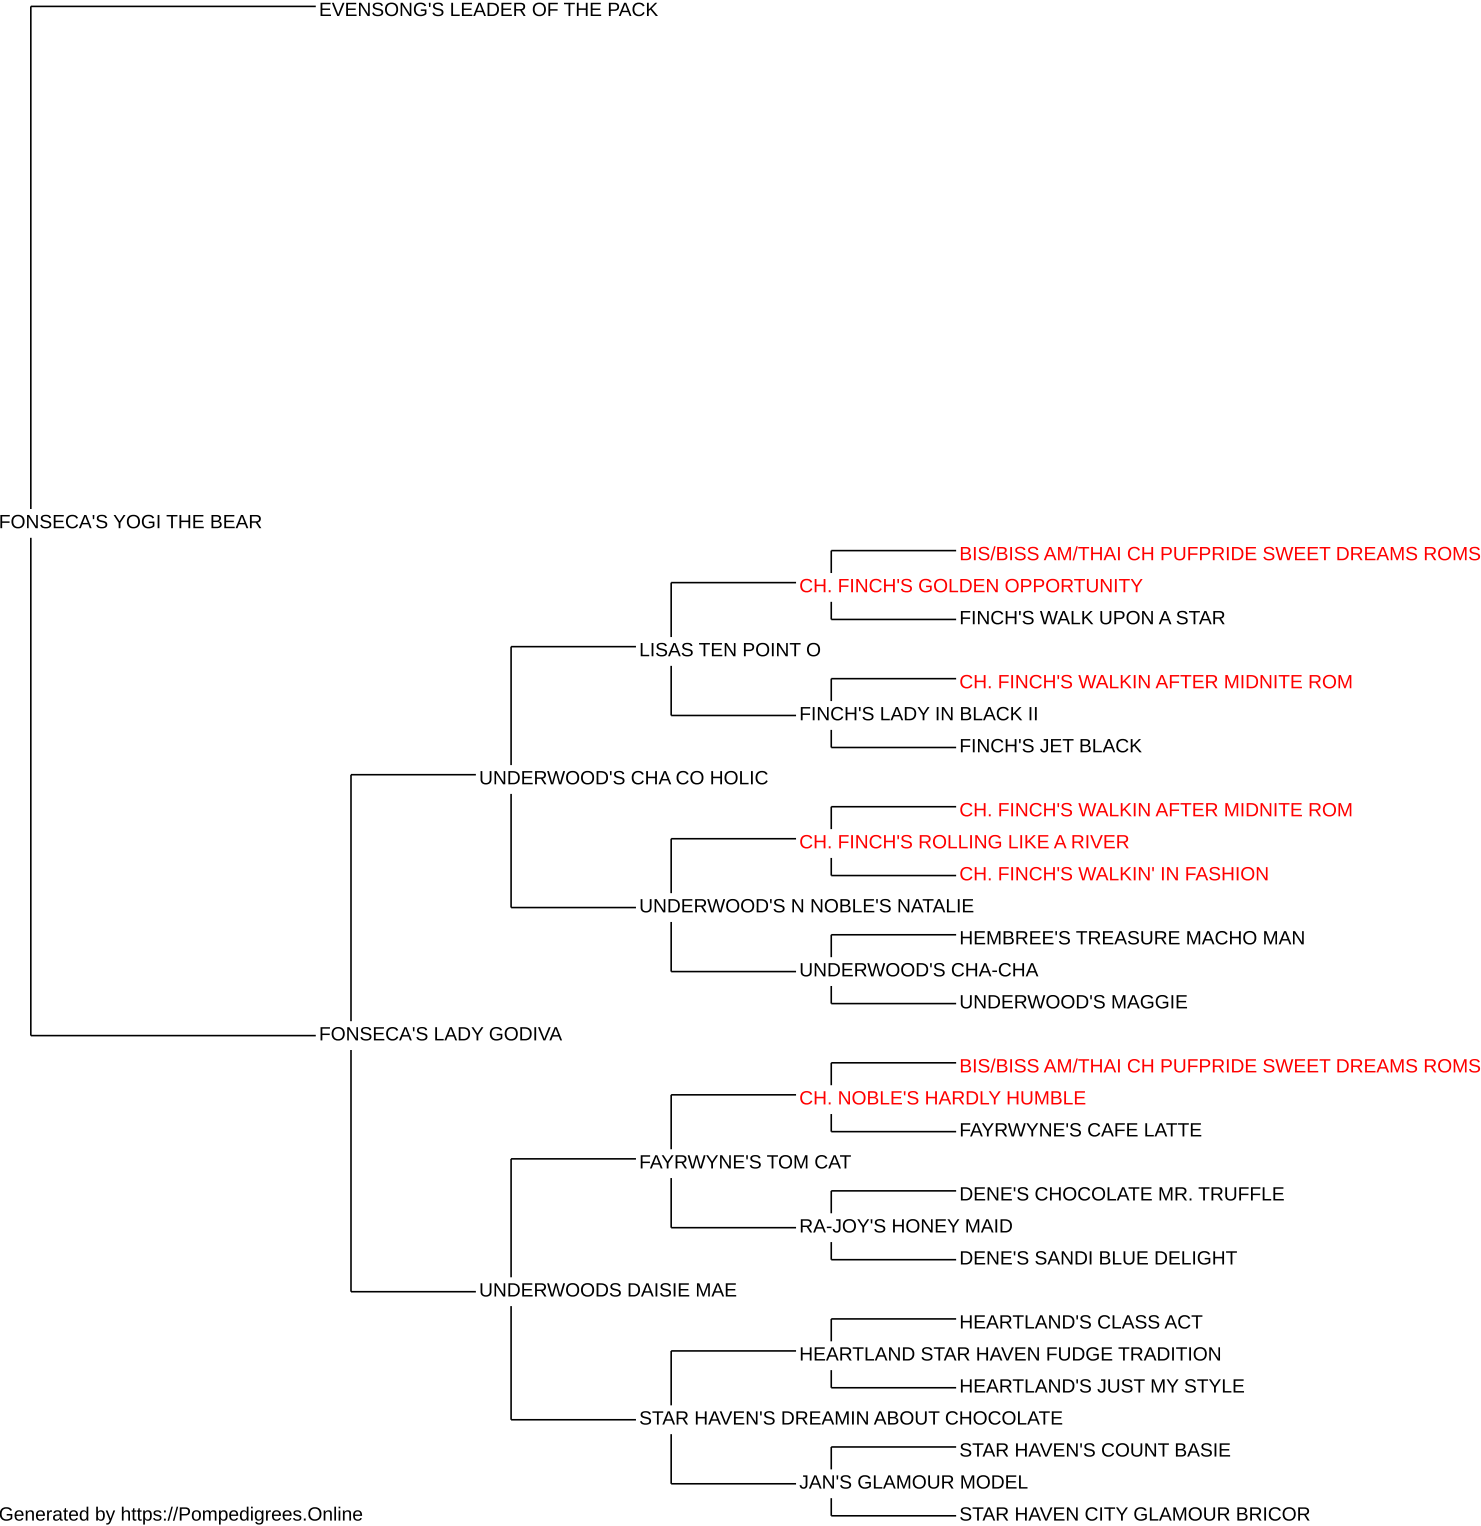 EVENSONG'S LEADER OF THE PACK
FONSECA'S YOGI THE BEAR
BIS/BISS AM/THAI CH PUFPRIDE SWEET DREAMS ROMS
CH. FINCH'S GOLDEN OPPORTUNITY
FINCH'S WALK UPON A STAR
LISAS TEN POINT O
CH. FINCH'S WALKIN AFTER MIDNITE ROM
FINCH'S LADY IN BLACK II
FINCH'S JET BLACK
UNDERWOOD'S CHA CO HOLIC
CH. FINCH'S WALKIN AFTER MIDNITE ROM
CH. FINCH'S ROLLING LIKE A RIVER
CH. FINCH'S WALKIN' IN FASHION
UNDERWOOD'S N NOBLE'S NATALIE
HEMBREE'S TREASURE MACHO MAN
UNDERWOOD'S CHA-CHA
UNDERWOOD'S MAGGIE
FONSECA'S LADY GODIVA
BIS/BISS AM/THAI CH PUFPRIDE SWEET DREAMS ROMS
CH. NOBLE'S HARDLY HUMBLE
FAYRWYNE'S CAFE LATTE
FAYRWYNE'S TOM CAT
DENE'S CHOCOLATE MR. TRUFFLE
RA-JOY'S HONEY MAID
DENE'S SANDI BLUE DELIGHT
UNDERWOODS DAISIE MAE
HEARTLAND'S CLASS ACT
HEARTLAND STAR HAVEN FUDGE TRADITION
HEARTLAND'S JUST MY STYLE
STAR HAVEN'S DREAMIN ABOUT CHOCOLATE
STAR HAVEN'S COUNT BASIE
JAN'S GLAMOUR MODEL
STAR HAVEN CITY GLAMOUR BRICOR
Generated by https://Pompedigrees.Online